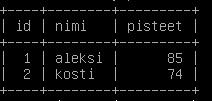 | id | nimi | pisteet |
| 1 | aleksi | 85 |
| 2 | kosti | 74 |